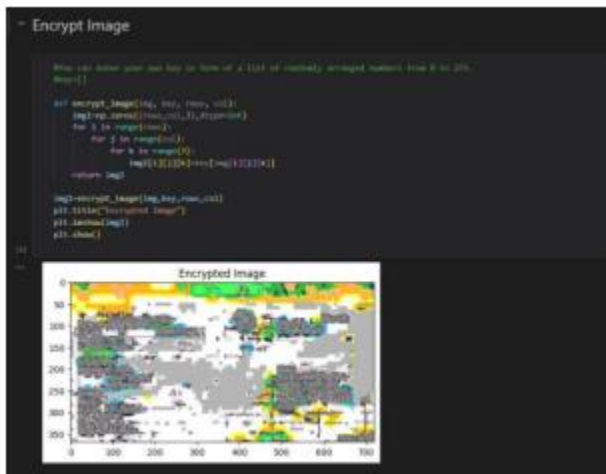 Encrypt Image
#You can enter your own key in form of a list of randomly arranged numbers from 0 to 255.
#key=[]
def encrypt_image(img, key, rows, col):
img2=np.zeros((rows,col,3),dtype=int)
for i in range(rows):
for j in range(col):
for k in range(3):
img2[i][j][k]=key[img[i][j][k]]
return img2
img2=encrypt_image(img,key,rows,col)
plt.title("Encrypted Image")
plt.imshow(img2)
plt.show()
Encrypted Image
0
50
100
150
200
250
300
350
0 100 200 300 400 500 600 700